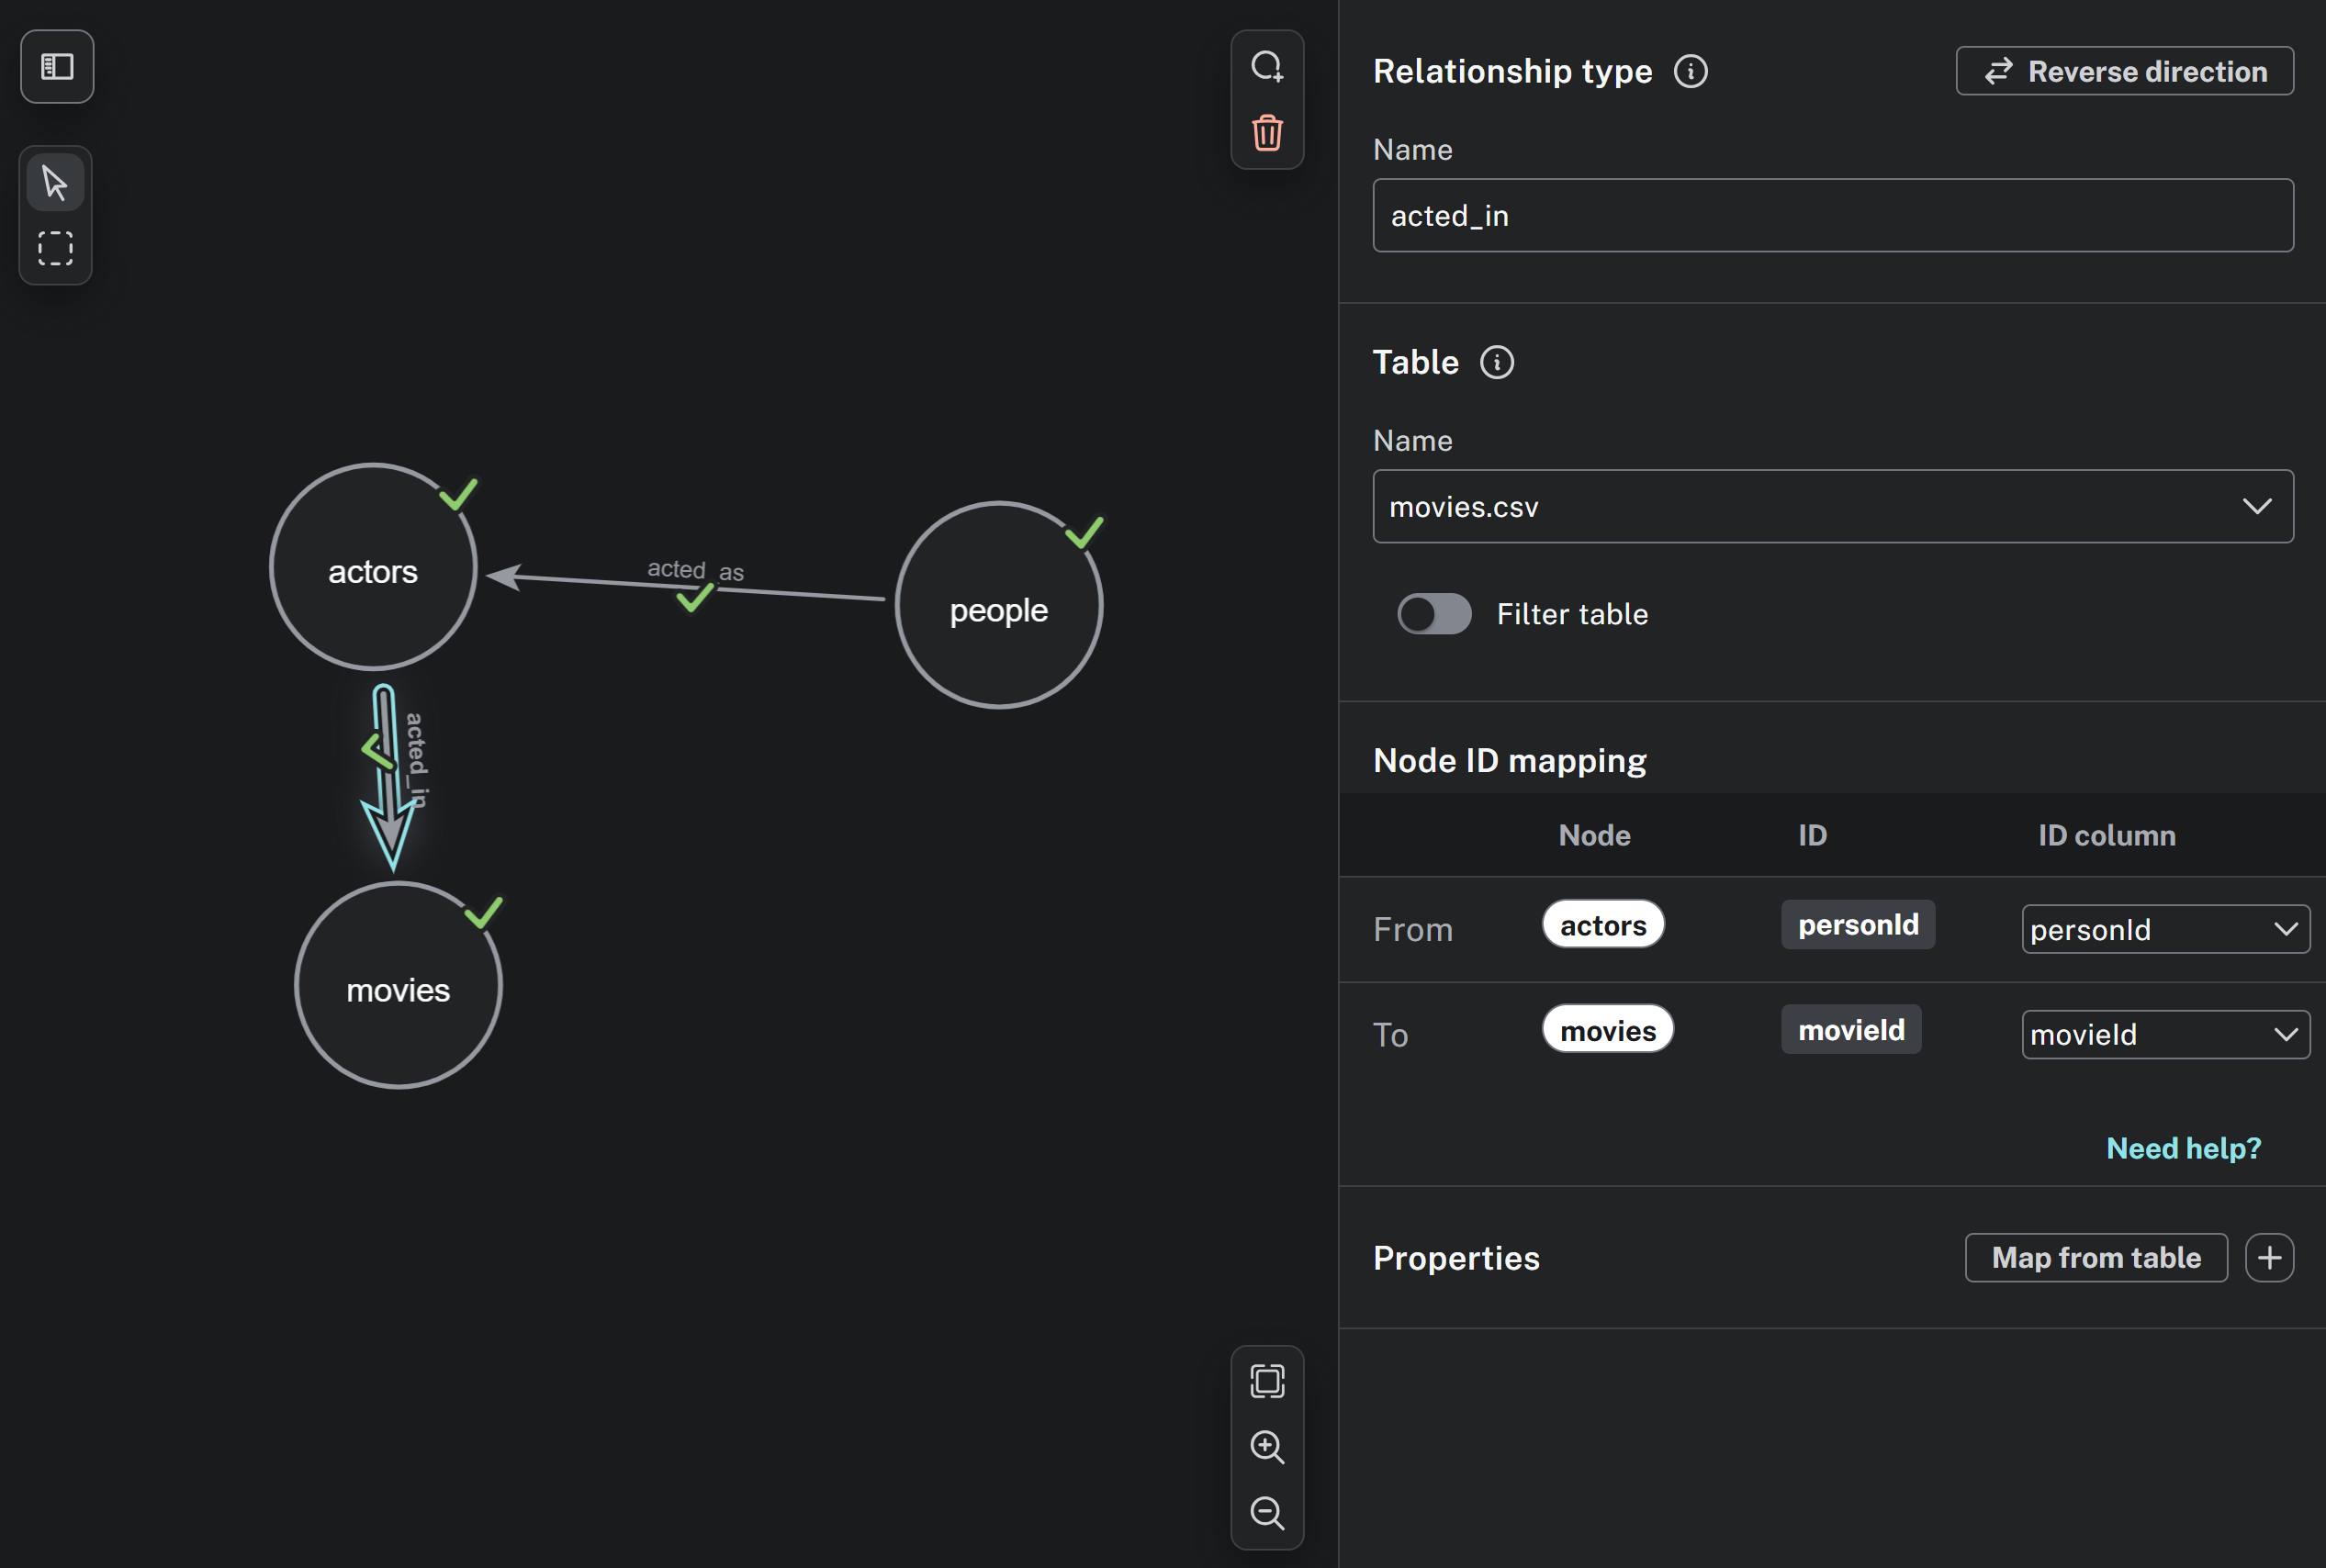 Relationship type
Reverse direction
Name
acted_in
Table
Name
movies.csv
Filter table
actors
acted_as
people
acted_in
movies
Node ID mapping
Node ID ID column
From actors personId personId
To movies movieId movieId
Need help?
Properties Map from table